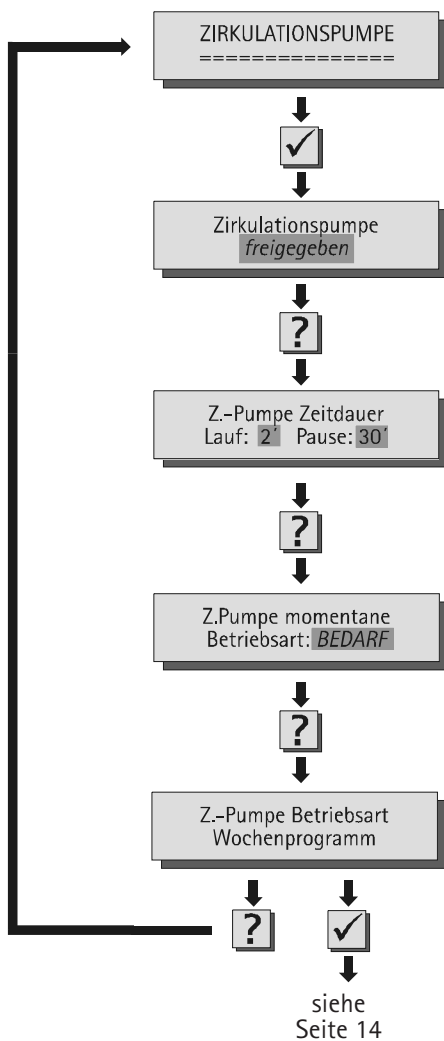 ZIRKULATIONSPUMPE
===============
✓
Zirkulationspumpe
freigegeben
?
Z.-Pumpe Zeitdauer
Lauf: 2´ Pause: 30´
?
Z.Pumpe momentane
Betriebsart: BEDARF
?
Z.-Pumpe Betriebsart
Wochenprogramm
? ✓
siehe
Seite 14